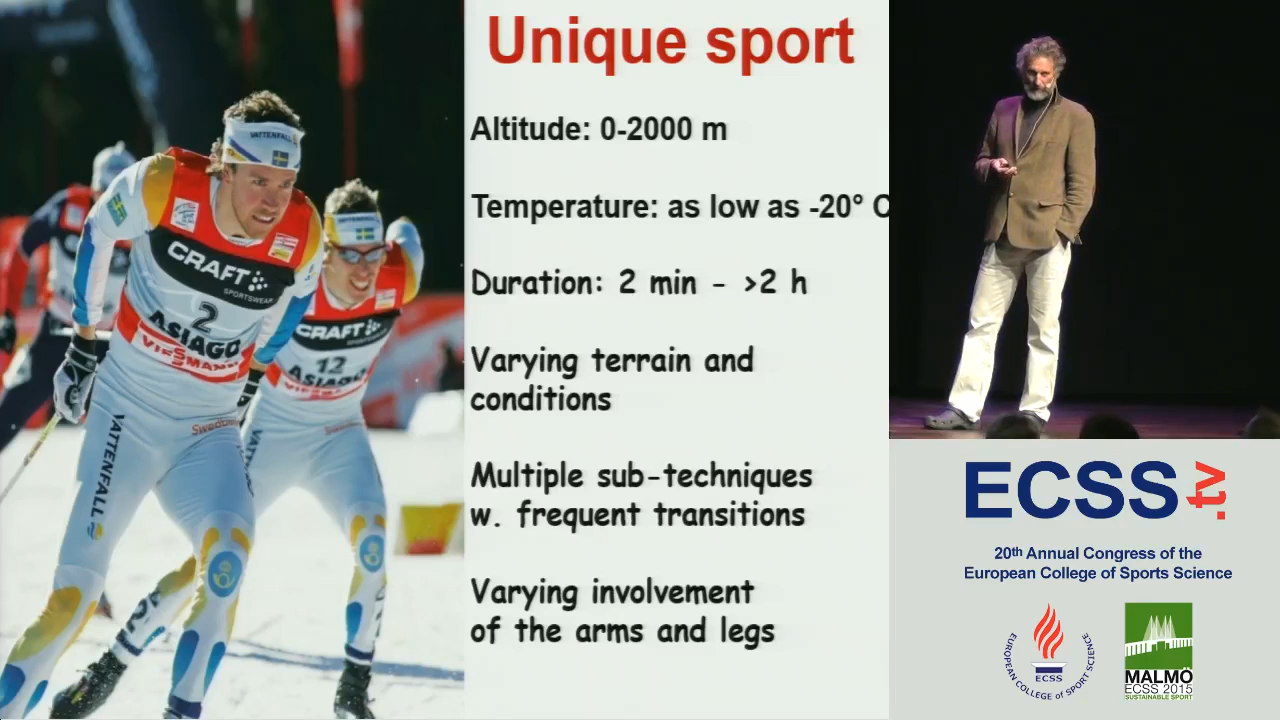 Unique sport
Altitude: 0-2000 m
Temperature: as low as -20° C
Duration: 2 min - >2 h
Varying terrain and
conditions
Multiple sub-techniques
w. frequent transitions
Varying involvement
of the arms and legs
VATTENFALL
CRAFT
SPORTSWEAR
2
ASIAGO
VIESSMANN
VATTENFALL
CRAFT
12
ASIAGO
VATTENFALL
ECSS.tv
20th Annual Congress of the
European College of Sports Science
EUROPEAN COLLEGE of SPORT SCIENCE
ECSS
MALMÖ
ECSS 2015
SUSTAINABLE SPORT